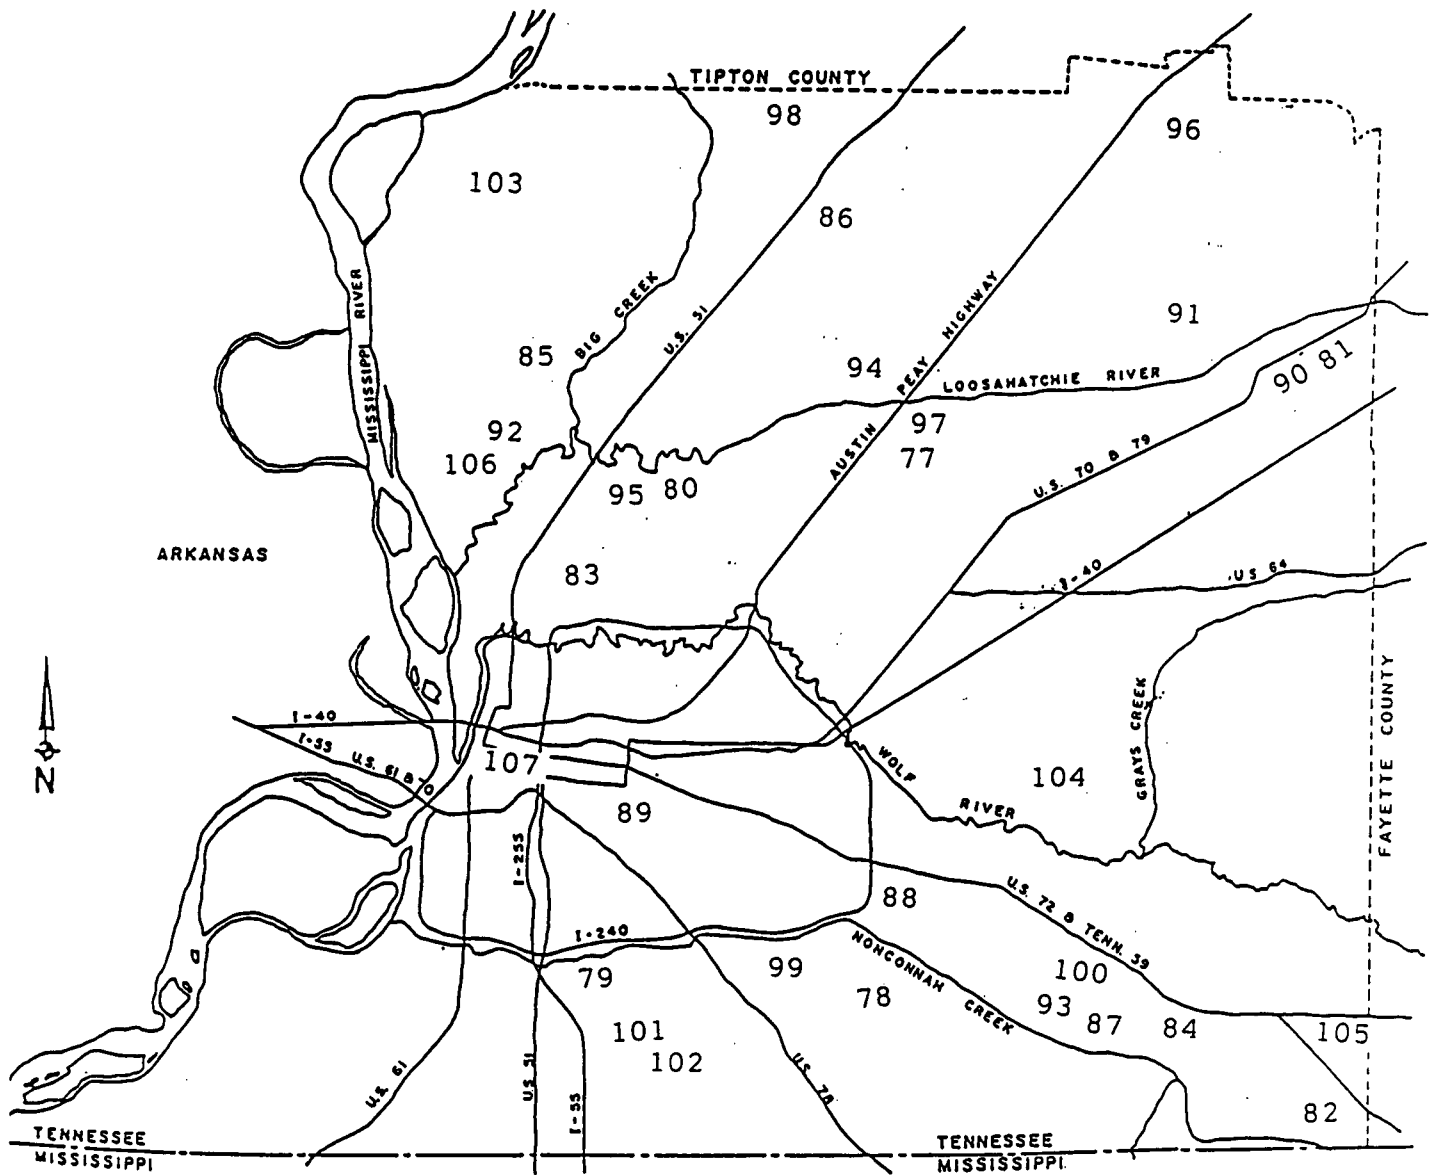 TIPTON COUNTY
98
96
103
86
MISSISSIPPI RIVER
BIG CREEK
U.S. 51
AUSTIN PEAY HIGHWAY
91
85
94
LOOSAHATCHIE RIVER
90 81
92
97
106
77
U.S. 70 & 79
95 80
ARKANSAS
83
I-40
US 64
N
I-40
I-55 U.S. 61 & 70
107
WOLF RIVER
104
GRAYS CREEK
FAYETTE COUNTY
89
I-255
88
U.S. 72 & TENN. 59
I-240
79
99
NONCONNAH CREEK
78
100
93
87
84
105
101
102
U.S. 61
U.S. 51
I-55
U.S. 78
82
TENNESSEE
MISSISSIPPI
TENNESSEE
MISSISSIPPI